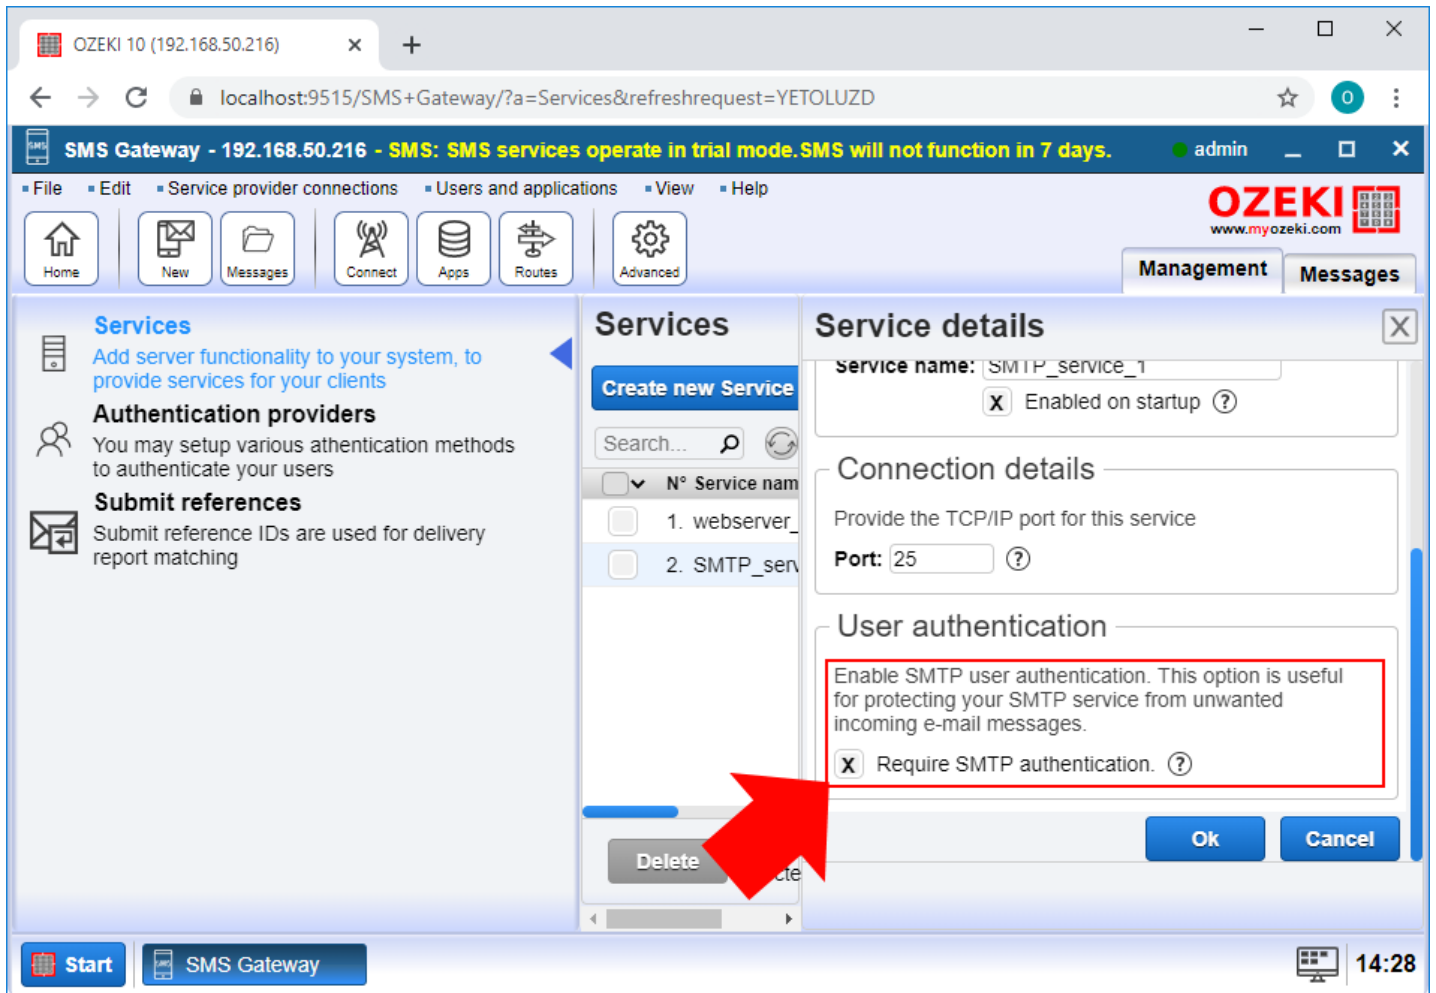 OZEKI 10 (192.168.50.216)
localhost:9515/SMS+Gateway/?a=Services&refreshrequest=YETOLUZD
O
SMS
SMS Gateway - 192.168.50.216 - SMS: SMS services operate in trial mode.SMS will not function in 7 days.
admin
File Edit Service provider connections Users and applications View Help
OZEKI
www.myozeki.com
Home New Messages Connect Apps Routes Advanced
Management Messages
Services
Add server functionality to your system, to
provide services for your clients
Authentication providers
You may setup various athentication methods
to authenticate your users
Submit references
Submit reference IDs are used for delivery
report matching
Services
Create new Service
Search...
N° Service nam
1. webserver_
2. SMTP_serv
Delete
Service details
X
Service name: SMTP_service_1
X Enabled on startup ?
Connection details
Provide the TCP/IP port for this service
Port: 25 ?
User authentication
Enable SMTP user authentication. This option is useful
for protecting your SMTP service from unwanted
incoming e-mail messages.
X Require SMTP authentication. ?
Ok Cancel
Start SMS Gateway 14:28